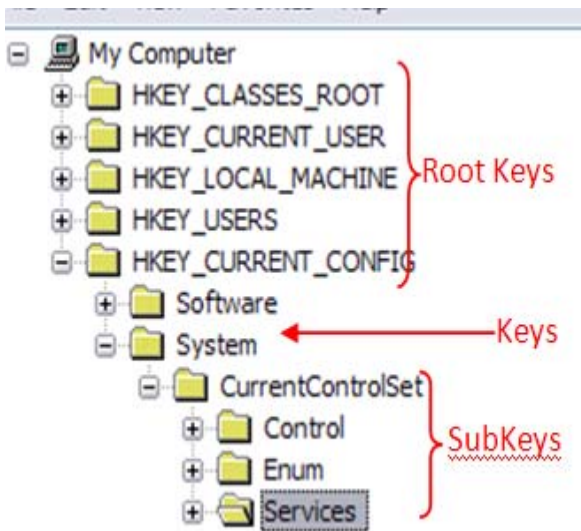 My Computer
HKEY_CLASSES_ROOT
HKEY_CURRENT_USER
HKEY_LOCAL_MACHINE
Root Keys
HKEY_USERS
HKEY_CURRENT_CONFIG
Software
Keys
System
CurrentControlSet
Control
SubKeys
Enum
Services